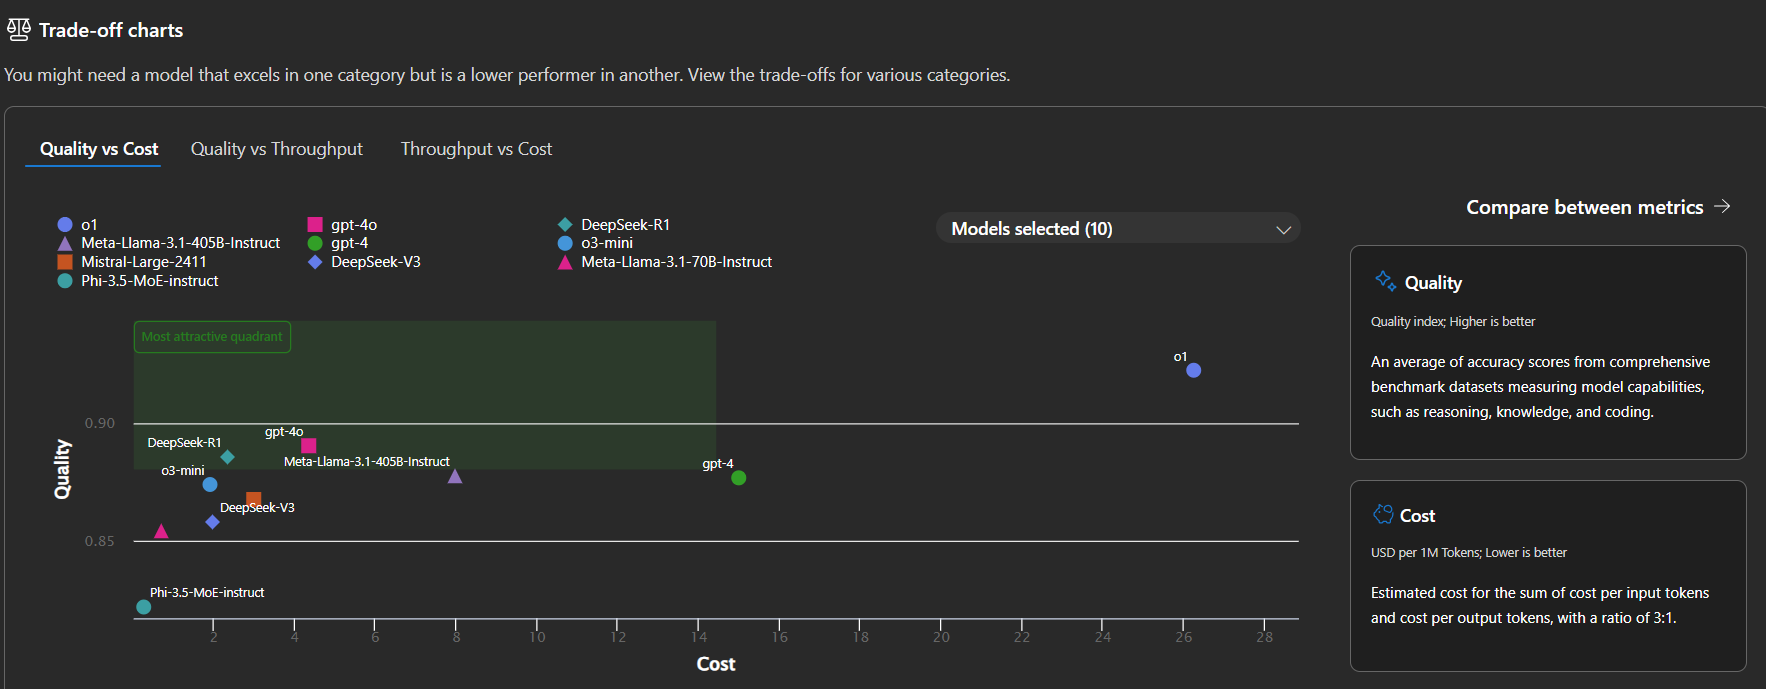 Trade-off charts
You might need a model that excels in one category but is a lower performer in another. View the trade-offs for various categories.
Quality vs Cost
Quality vs Throughput
Throughput vs Cost
o1
gpt-4o
DeepSeek-R1
Meta-Llama-3.1-405B-Instruct
gpt-4
o3-mini
Mistral-Large-2411
DeepSeek-V3
Meta-Llama-3.1-70B-Instruct
Phi-3.5-MoE-instruct
Models selected (10)
Most attractive quadrant
o1
0.90
gpt-4o
DeepSeek-R1
Meta-Llama-3.1-405B-Instruct
gpt-4
o3-mini
DeepSeek-V3
0.85
Phi-3.5-MoE-instruct
Quality
2 4 6 8 10 12 14 16 18 20 22 24 26 28
Cost
Compare between metrics
Quality
Quality index; Higher is better
An average of accuracy scores from comprehensive
benchmark datasets measuring model capabilities,
such as reasoning, knowledge, and coding.
Cost
USD per 1M Tokens; Lower is better
Estimated cost for the sum of cost per input tokens
and cost per output tokens, with a ratio of 3:1.